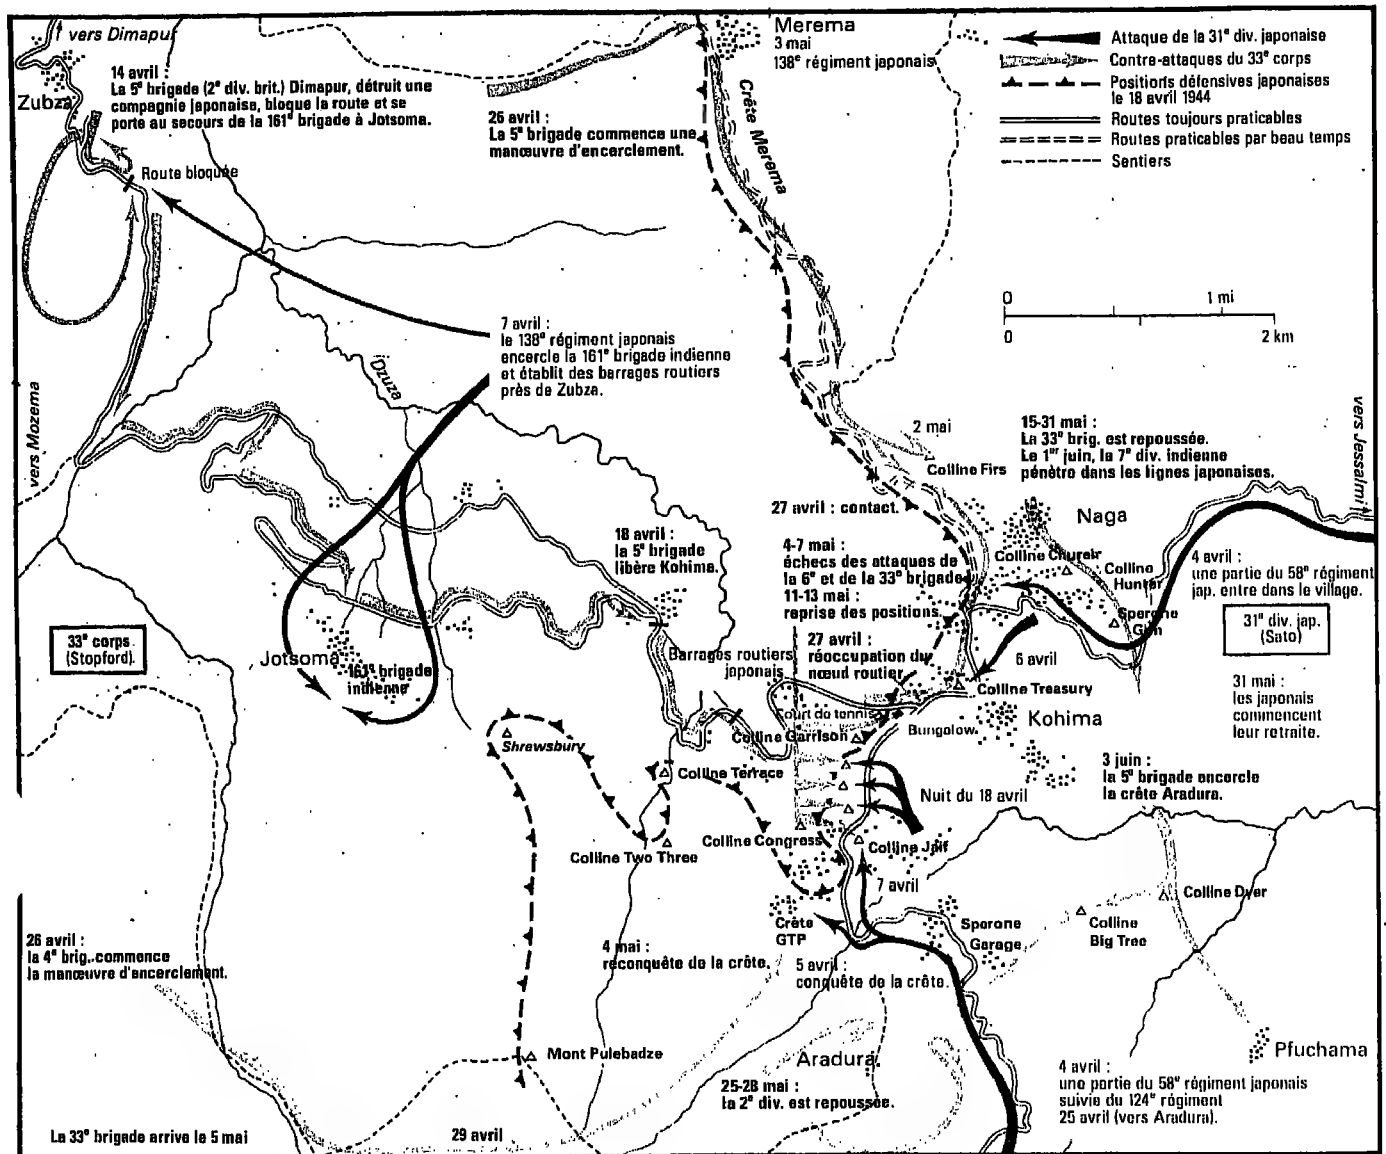 vers Dimapur
Zubza
14 avril :
La 5e brigade (2e div. brit.) Dimapur, détruit une
compagnie japonaise, bloque la route et se
porte au secours de la 161e brigade à Jotsoma.
Route bloquée
26 avril :
La 5e brigade commence une
manœuvre d'encerclement.
Merema
3 mai
138e régiment japonais
Crête Merema
Attaque de la 31e div. japonaise
Contre-attaques du 33e corps
Positions défensives japonaises
le 18 avril 1944
Routes toujours praticables
Routes praticables par beau temps
Sentiers
0
1 mi
0
2 km
7 avril :
le 138e régiment japonais
encercle la 161e brigade indienne
et établit des barrages routiers
près de Zubza.
Dzuza
vers Mozema
vers Jessalmi
2 mai
Colline Firs
15-31 mai :
La 33e brig. est repoussée.
Le 1er juin, la 7e div. indienne
pénètre dans les lignes japonaises.
27 avril : contact.
Naga
18 avril :
la 5e brigade
libère Kohima.
4-7 mai :
échecs des attaques de
la 6e et de la 33e brigade
11-13 mai :
reprise des positions.
Colline Church
Colline
Hunter
4 avril :
une partie du 58e régiment
jap. entre dans le village.
31e div. jap.
(Sato)
33e corps.
(Stopford).
Jotsoma
161e brigade
indienne
Barrages routiers
japonais
27 avril :
réoccupation du
nœud routier.
6 avril
Colline Treasury
31 mai :
les japonais
commencent
leur retraite.
Court de tennis
Bungalow.
Kohima
Colline Garrison
Shrewsbury
Colline Terrace
3 juin :
la 5e brigade encercle
la crête Aradura.
Nuit du 18 avril
Colline Two Three
Colline Congress
Colline Jail
7 avril
Colline Dyer
Colline
Big Tree
Crête
GTP
Sperone
Garage
26 avril :
la 4e brig. commence
la manœuvre d'encerclement.
4 mai :
reconquête de la crête.
5 avril :
conquête de la crête.
Mont Pulebadze
Aradura
Pfuchama
25-28 mai :
la 2e div. est repoussée.
4 avril :
une partie du 58e régiment japonais
suivie du 124e régiment
25 avril (vers Aradura).
La 33e brigade arrive le 5 mai
29 avril